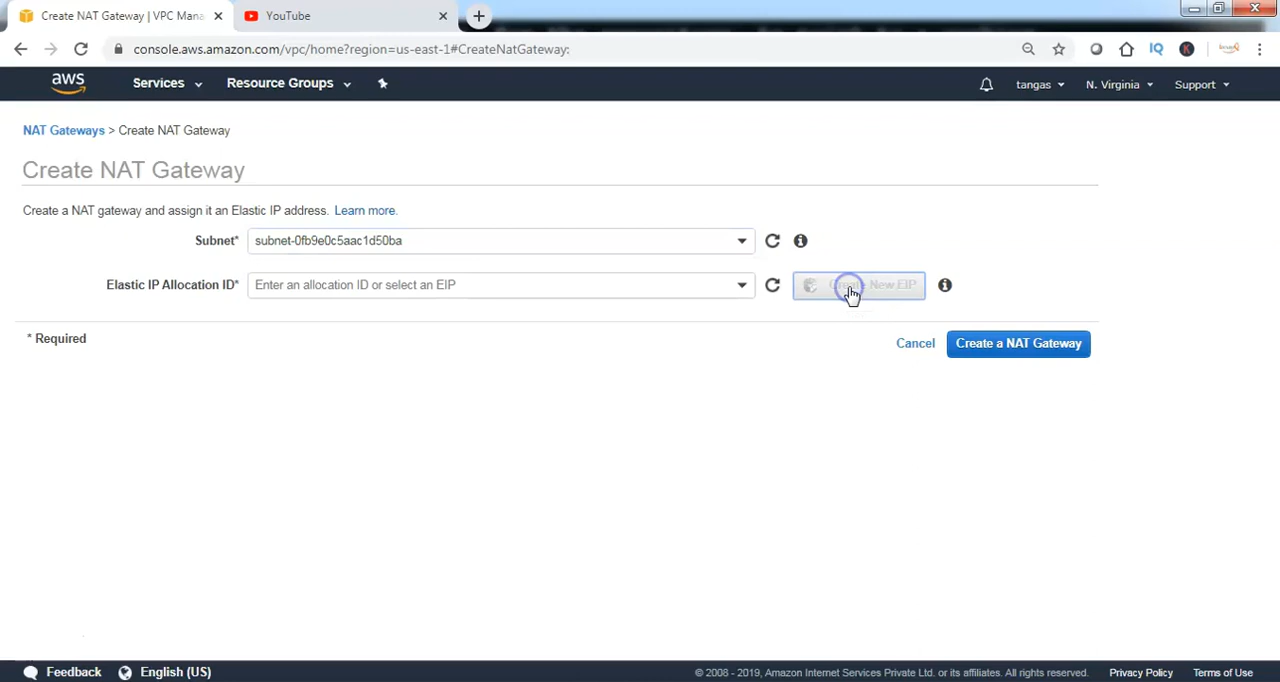 Create NAT Gateway | VPC Mana
YouTube
console.aws.amazon.com/vpc/home?region=us-east-1#CreateNatGateway:
IQ
K
aws
Services
Resource Groups
tangas
N. Virginia
Support
NAT Gateways > Create NAT Gateway
Create NAT Gateway
Create a NAT gateway and assign it an Elastic IP address. Learn more.
Subnet*
subnet-0fb9e0c5aac1d50ba
Elastic IP Allocation ID*
Enter an allocation ID or select an EIP
Create New EIP
* Required
Cancel
Create a NAT Gateway
Feedback
English (US)
© 2008 - 2019, Amazon Internet Services Private Ltd. or its affiliates. All rights reserved.
Privacy Policy
Terms of Use